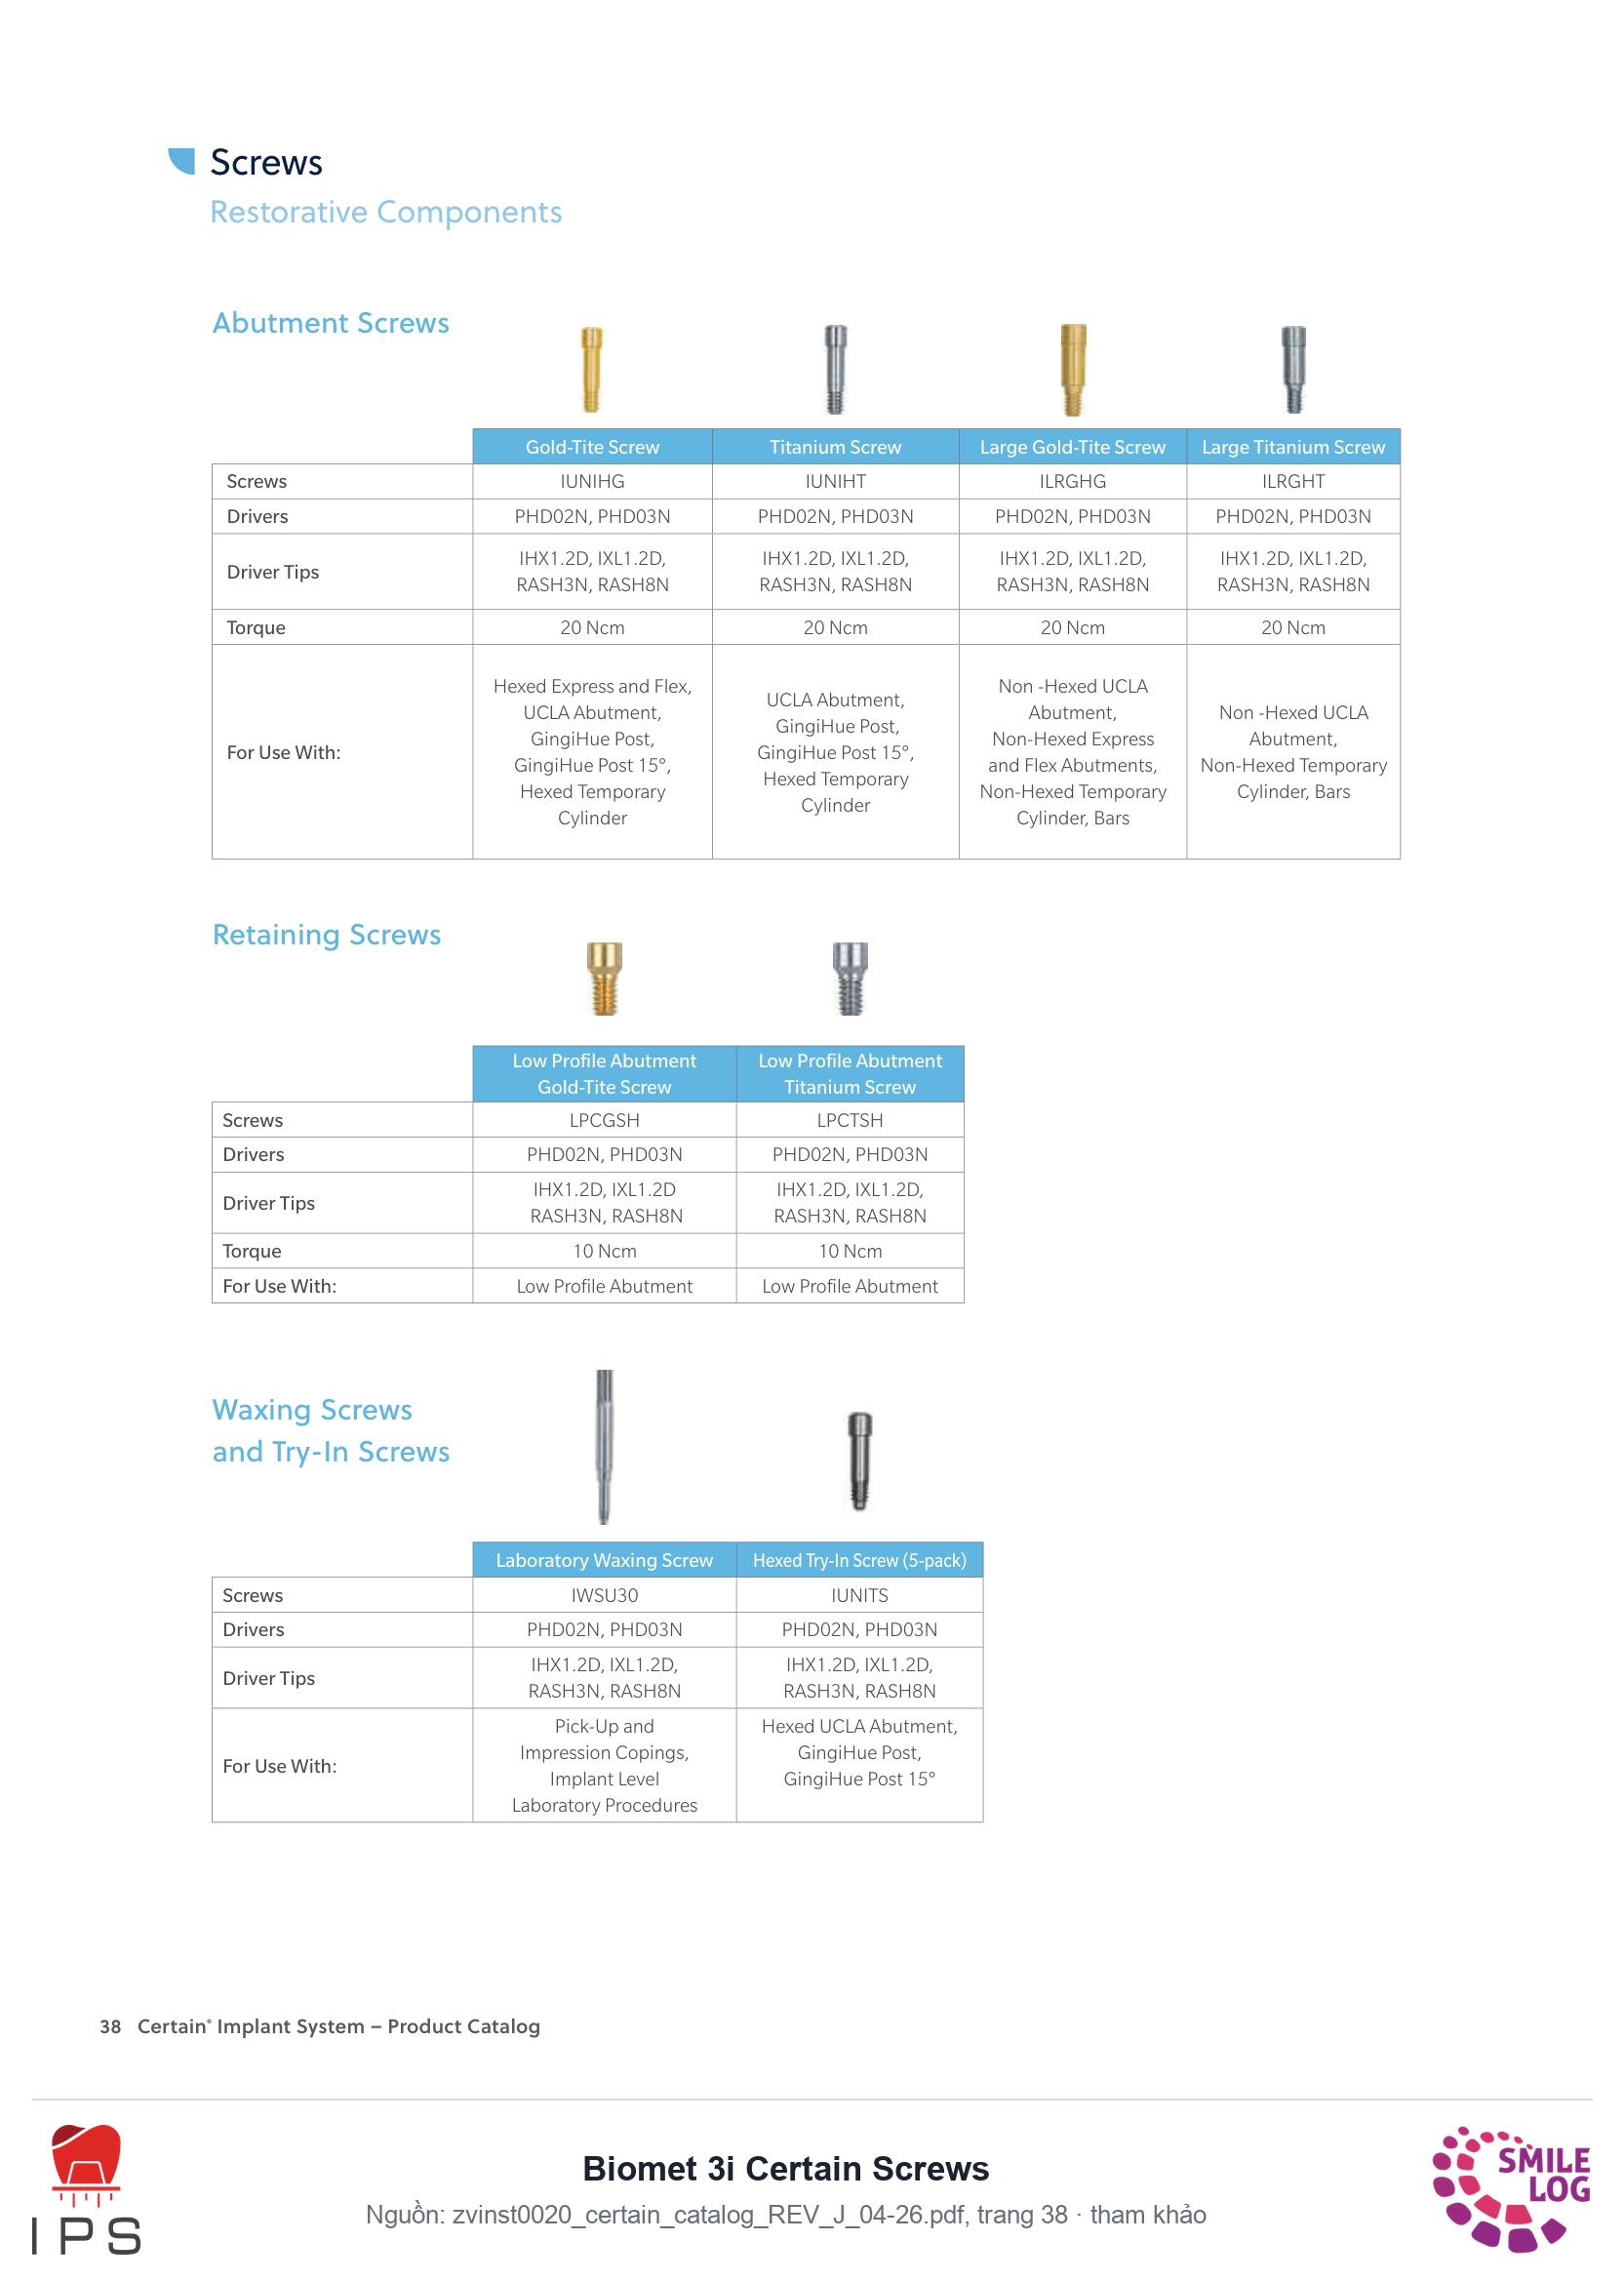 Screws
Restorative Components
Abutment Screws
Gold-Tite Screw Titanium Screw Large Gold-Tite Screw Large Titanium Screw
Screws IUNIHG IUNIHT ILRGHG ILRGHT
Drivers PHD02N, PHD03N PHD02N, PHD03N PHD02N, PHD03N PHD02N, PHD03N
Driver Tips
IHX1.2D, IXL1.2D, IHX1.2D, IXL1.2D, IHX1.2D, IXL1.2D, IHX1.2D, IXL1.2D,
RASH3N, RASH8N RASH3N, RASH8N RASH3N, RASH8N RASH3N, RASH8N
Torque 20 Ncm 20 Ncm 20 Ncm 20 Ncm
For Use With:
Hexed Express and Flex,
UCLA Abutment,
GingiHue Post,
GingiHue Post 15°,
Hexed Temporary
Cylinder
UCLA Abutment,
GingiHue Post,
GingiHue Post 15°,
Hexed Temporary
Cylinder
Non -Hexed UCLA
Abutment,
Non-Hexed Express
and Flex Abutments,
Non-Hexed Temporary
Cylinder, Bars
Non -Hexed UCLA
Abutment,
Non-Hexed Temporary
Cylinder, Bars
Retaining Screws
Low Profile Abutment
Gold-Tite Screw
Low Profile Abutment
Titanium Screw
Screws LPCGSH LPCTSH
Drivers PHD02N, PHD03N PHD02N, PHD03N
Driver Tips
IHX1.2D, IXL1.2D IHX1.2D, IXL1.2D,
RASH3N, RASH8N RASH3N, RASH8N
Torque 10 Ncm 10 Ncm
For Use With: Low Profile Abutment Low Profile Abutment
Waxing Screws
and Try-In Screws
Laboratory Waxing Screw Hexed Try-In Screw (5-pack)
Screws IWSU30 IUNITS
Drivers PHD02N, PHD03N PHD02N, PHD03N
Driver Tips
IHX1.2D, IXL1.2D, IHX1.2D, IXL1.2D,
RASH3N, RASH8N RASH3N, RASH8N
For Use With:
Pick-Up and
Impression Copings,
Implant Level
Laboratory Procedures
Hexed UCLA Abutment,
GingiHue Post,
GingiHue Post 15°
38 Certain® Implant System – Product Catalog
IPS
Biomet 3i Certain Screws
Nguồn: zvinst0020_certain_catalog_REV_J_04-26.pdf, trang 38 · tham khảo
SMILE
LOG